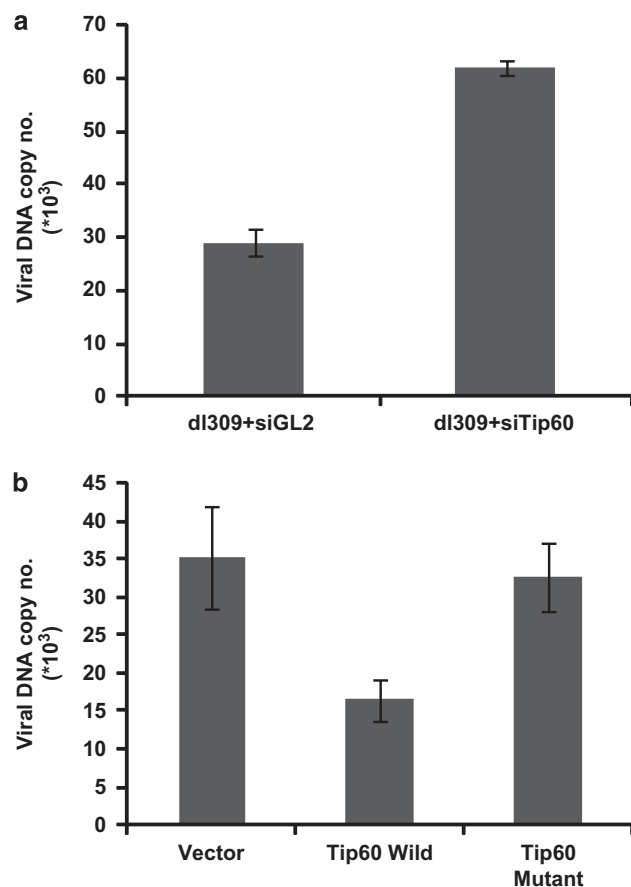 a
70
60
50
40
30
20
10
0
Viral DNA copy no.
(*10³)
dl309+siGL2 dl309+siTip60
b
45
40
35
30
25
20
15
10
5
0
Viral DNA copy no.
(*10³)
Vector Tip60 Wild Tip60
Mutant